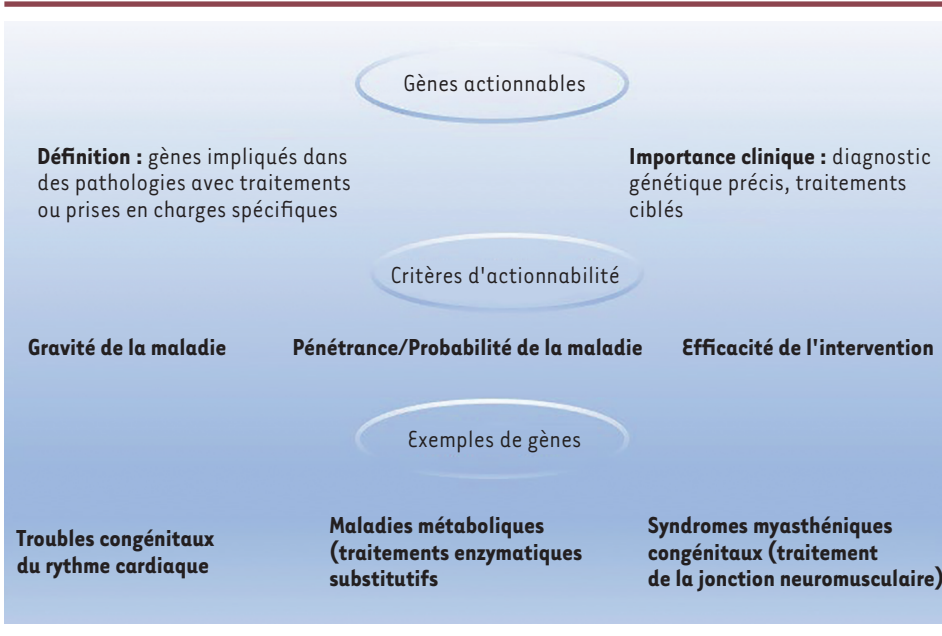 Gènes actionnables
Définition : gènes impliqués dans
des pathologies avec traitements
ou prises en charges spécifiques
Importance clinique : diagnostic
génétique précis, traitements
ciblés
Critères d'actionnabilité
Gravité de la maladie
Pénétrance/Probabilité de la maladie
Efficacité de l'intervention
Exemples de gènes
Troubles congénitaux
du rythme cardiaque
Maladies métaboliques
(traitements enzymatiques
substitutifs
Syndromes myasthéniques
congénitaux (traitement
de la jonction neuromusculaire)